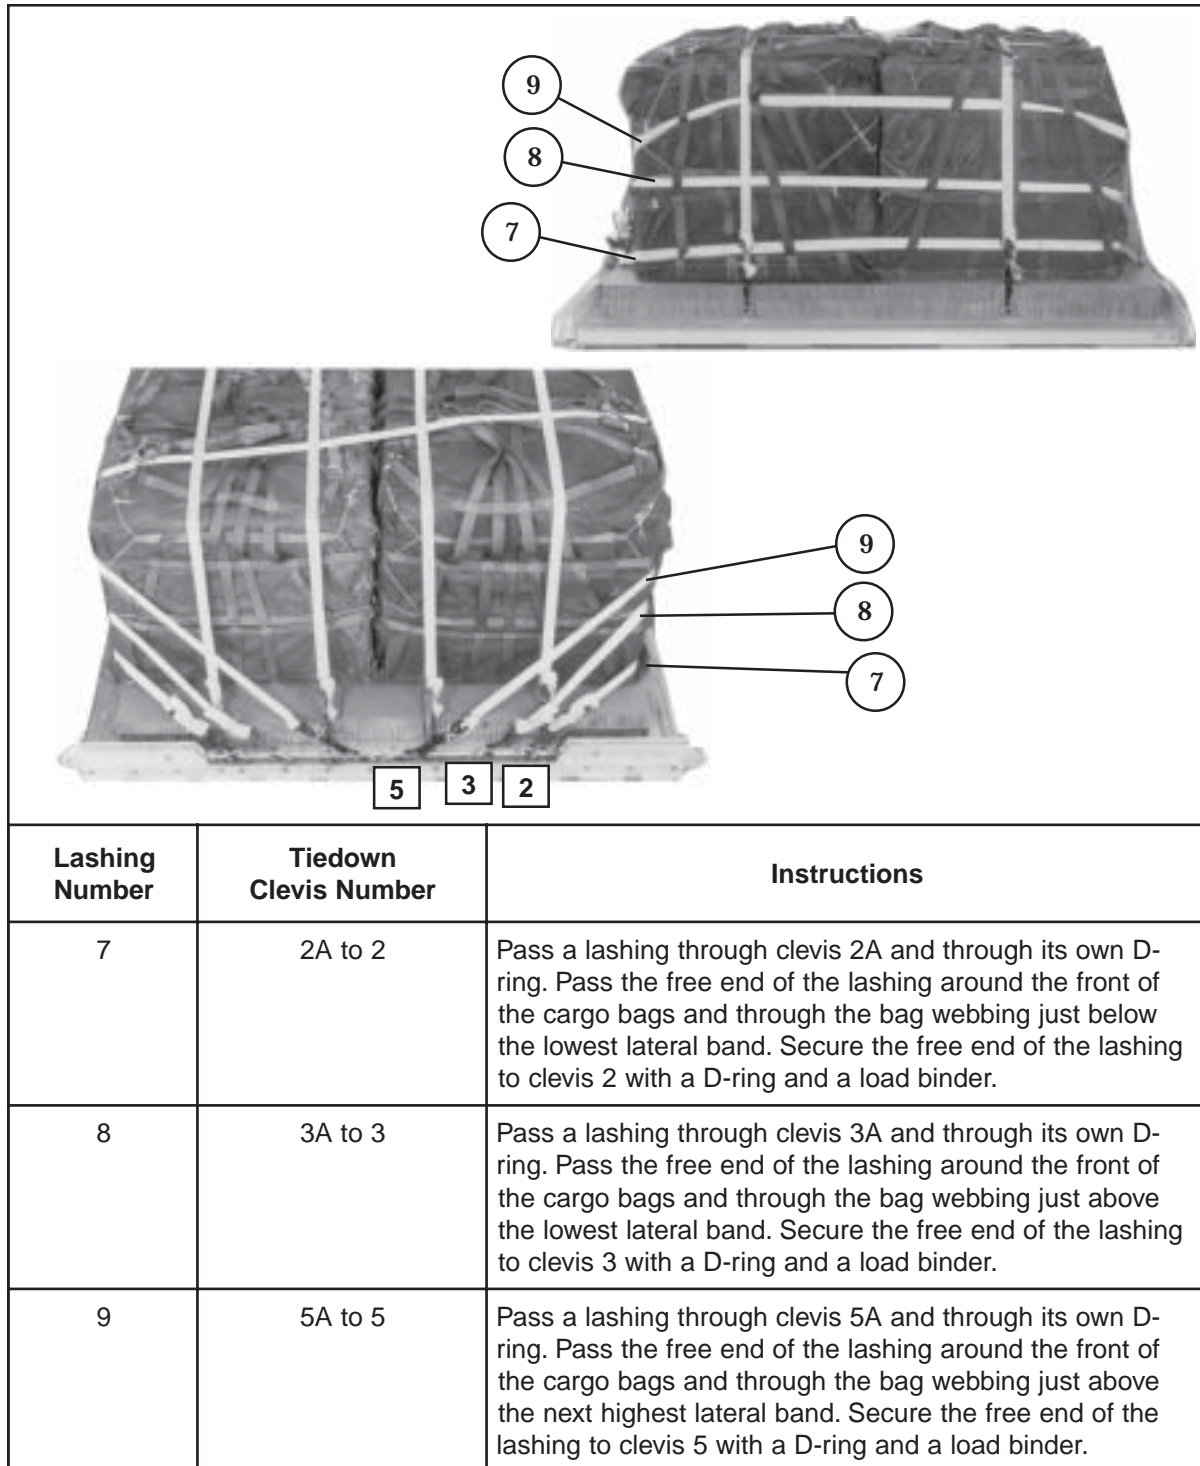 9
8
7
9
8
7
5 3 2
Lashing Number
Tiedown Clevis Number
Instructions
7
2A to 2
Pass a lashing through clevis 2A and through its own D-
ring. Pass the free end of the lashing around the front of
the cargo bags and through the bag webbing just below
the lowest lateral band. Secure the free end of the lashing
to clevis 2 with a D-ring and a load binder.
8
3A to 3
Pass a lashing through clevis 3A and through its own D-
ring. Pass the free end of the lashing around the front of
the cargo bags and through the bag webbing just above
the lowest lateral band. Secure the free end of the lashing
to clevis 3 with a D-ring and a load binder.
9
5A to 5
Pass a lashing through clevis 5A and through its own D-
ring. Pass the free end of the lashing around the front of
the cargo bags and through the bag webbing just above
the next highest lateral band. Secure the free end of the
lashing to clevis 5 with a D-ring and a load binder.